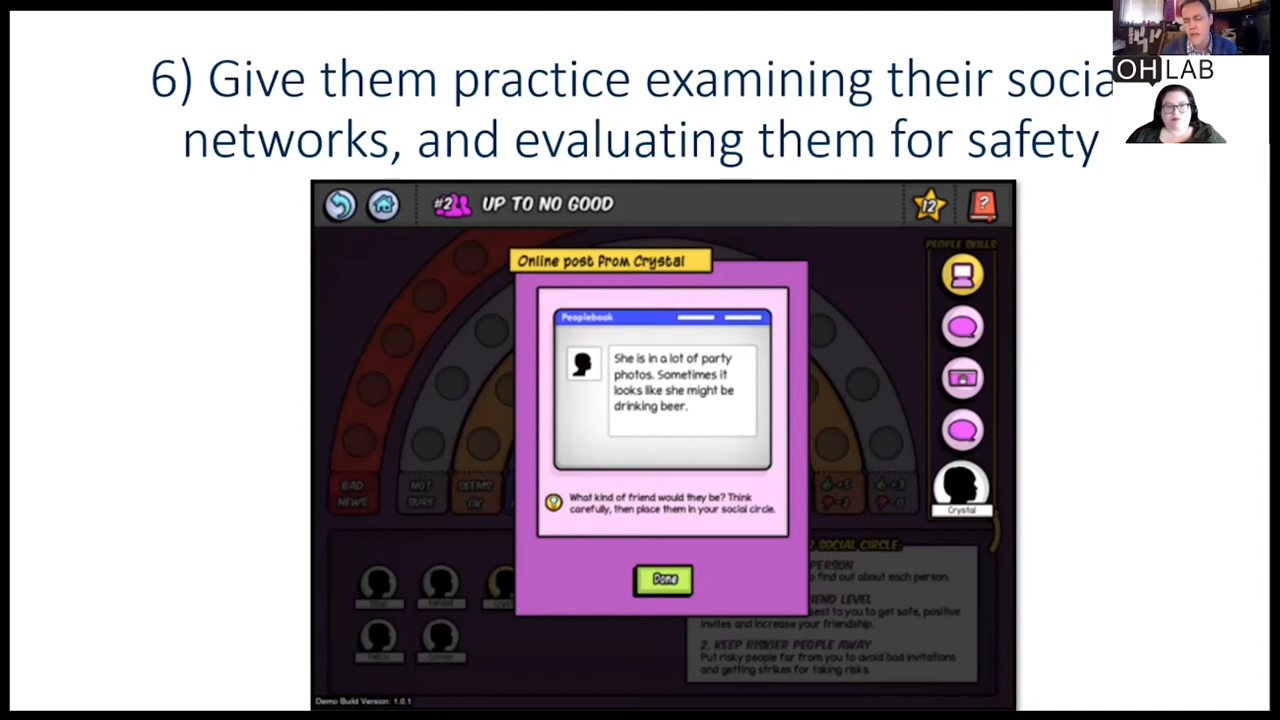 6) Give them practice examining their socia
OH LAB
networks, and evaluating them for safety
#2
UP TO NO GOOD
12
?
PEOPLE SKILLS
Online post from Crystal
Peoplebook
She is in a lot of party
photos. Sometimes it
looks like she might be
drinking beer.
What kind of friend would they be? Think
carefully, then place them in your social circle.
Done
BAD
NEWS
NOT
SURE
SEEMS
OK
Crystal
SOCIAL CIRCLE:
PERSON
find out about each person.
FRIEND LEVEL
to you to get safe, positive
invites and increase your friendship.
2. KEEP RISKIER PEOPLE AWAY
Put risky people far from you to avoid bad invitations
and getting strikes for taking risks.
Demo Build Version: 1.0.1